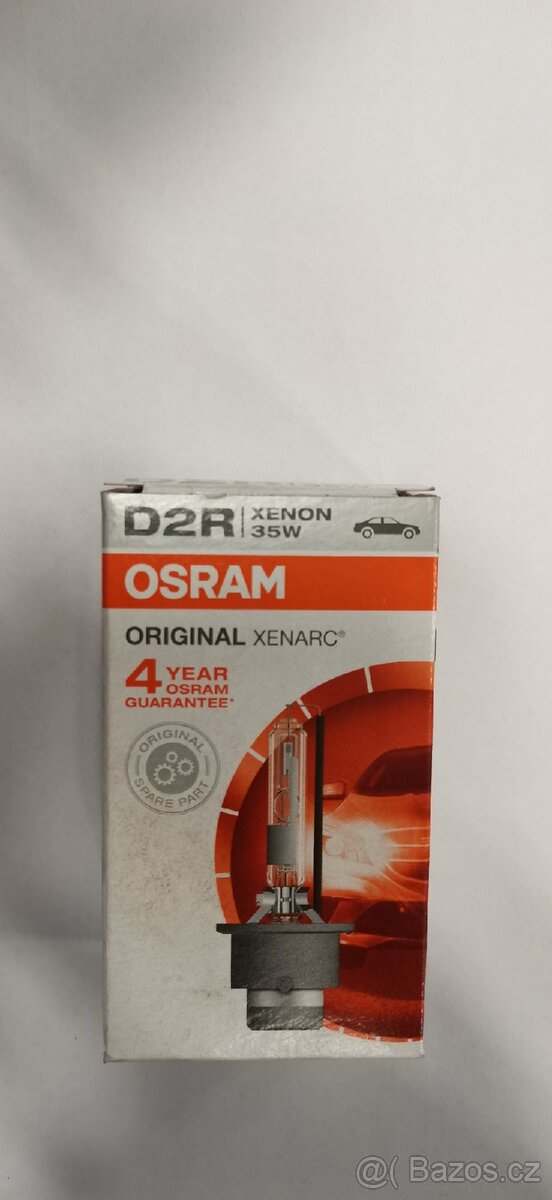 D2R XENON
35W
OSRAM
ORIGINAL XENARC®
4 YEAR
OSRAM
GUARANTEE*
ORIGINAL
SPARE PART
@( Bazos.cz